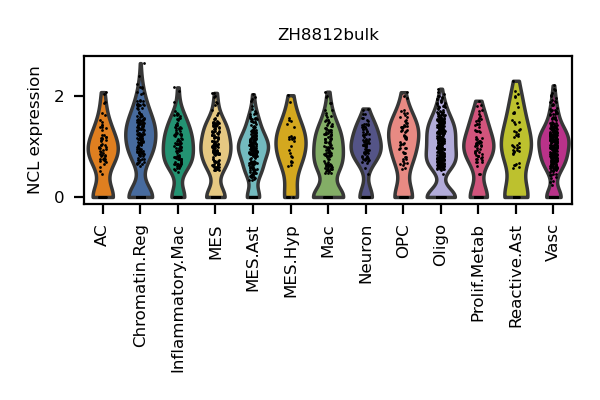 ZH8812bulk
NCL expression
2
0
AC
Chromatin.Reg
Inflammatory.Mac
MES
MES.Ast
MES.Hyp
Mac
Neuron
OPC
Oligo
Prolif.Metab
Reactive.Ast
Vasc